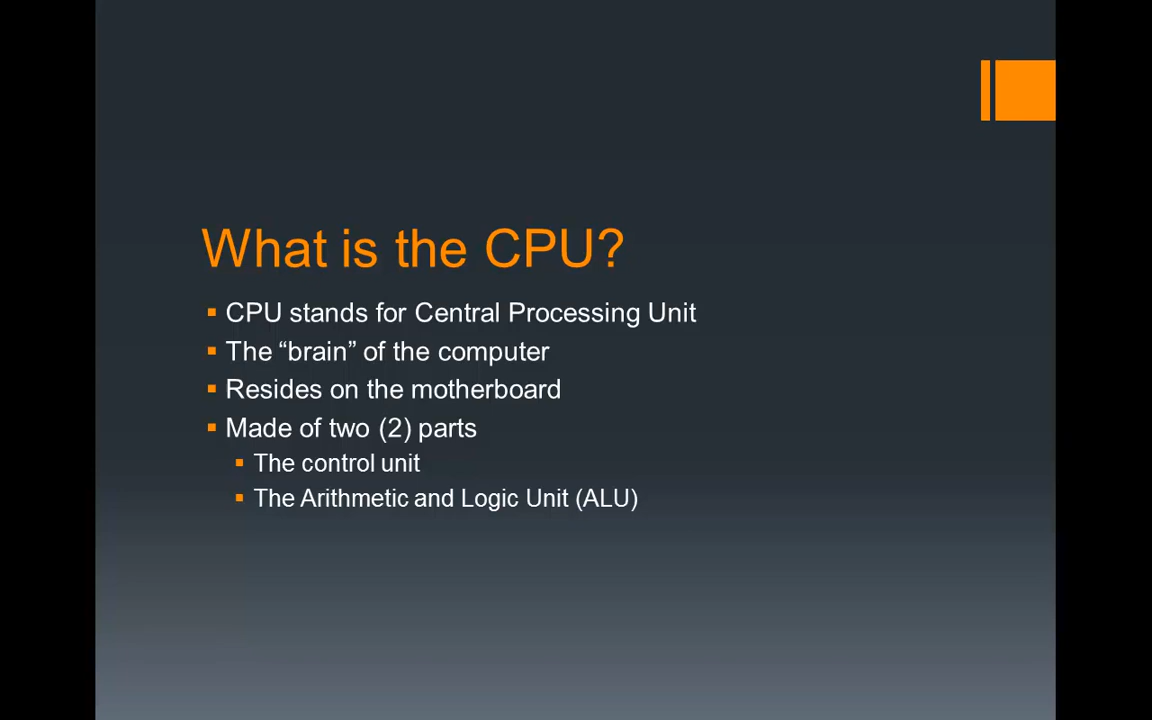 What is the CPU?
CPU stands for Central Processing Unit
The “brain” of the computer
Resides on the motherboard
Made of two (2) parts
The control unit
The Arithmetic and Logic Unit (ALU)